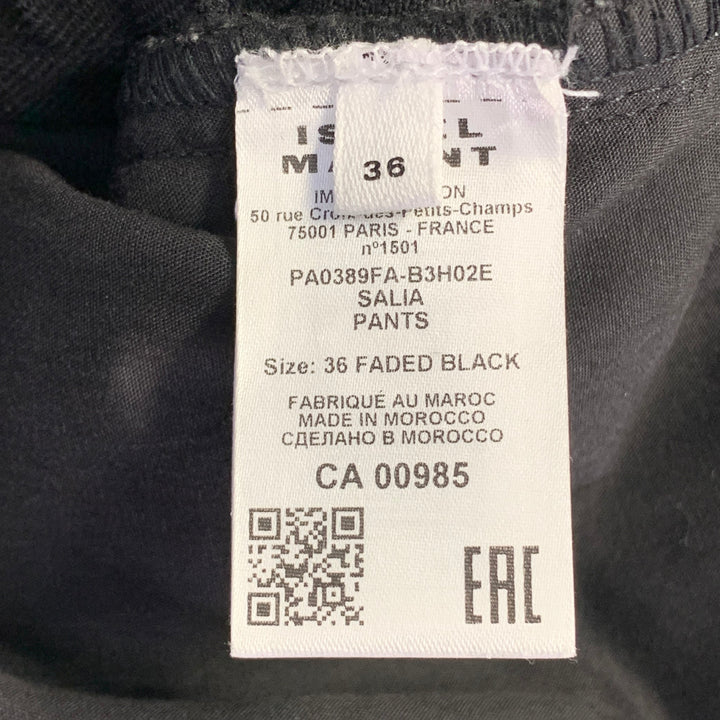 36
50 rue Croix-des-Petits-Champs
75001 PARIS - FRANCE
n°1501
PA0389FA-B3H02E
SALIA
PANTS
Size: 36 FADED BLACK
FABRIQUÉ AU MAROC
MADE IN MOROCCO
СДЕЛАНО В MOROCCO
CA 00985
EAC